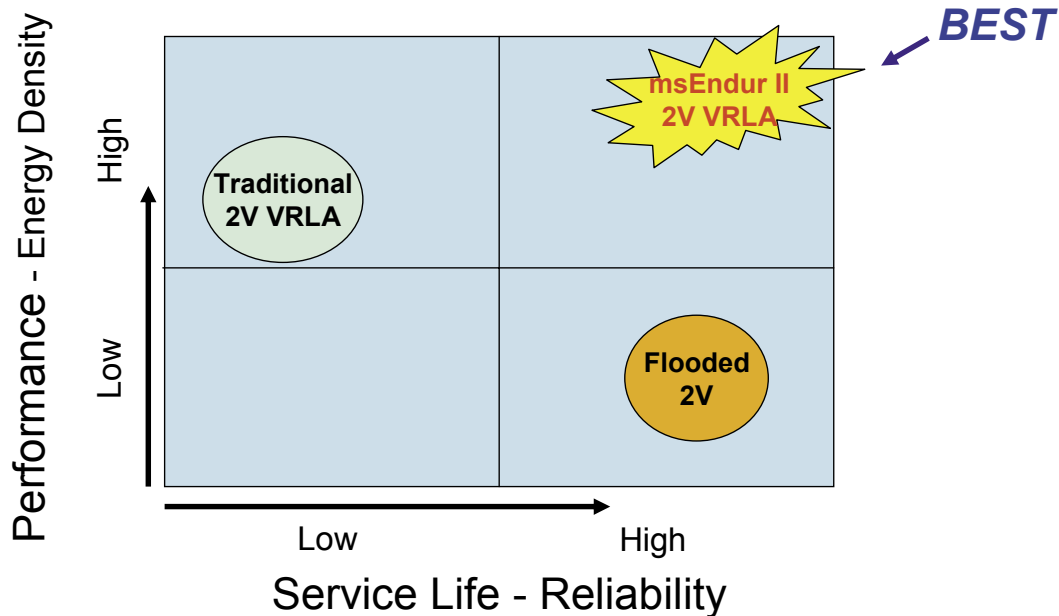 BEST
msEndur II
2V VRLA
Traditional
2V VRLA
Flooded
2V
Performance - Energy Density
High
Low
Low
High
Service Life - Reliability